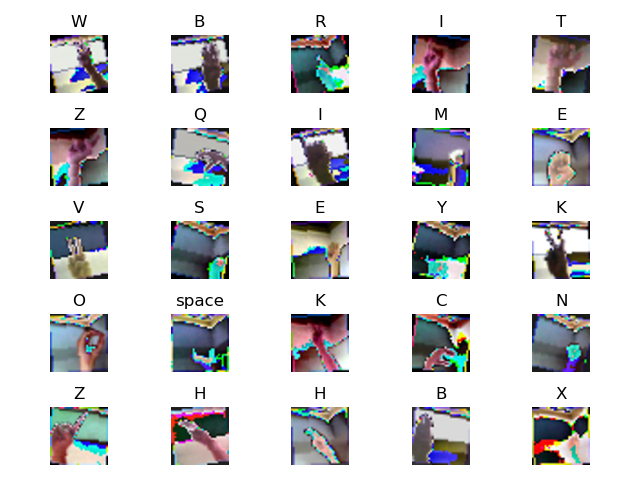 W B R I T
Z Q I M E
V S E Y K
O space K C N
Z H H B X